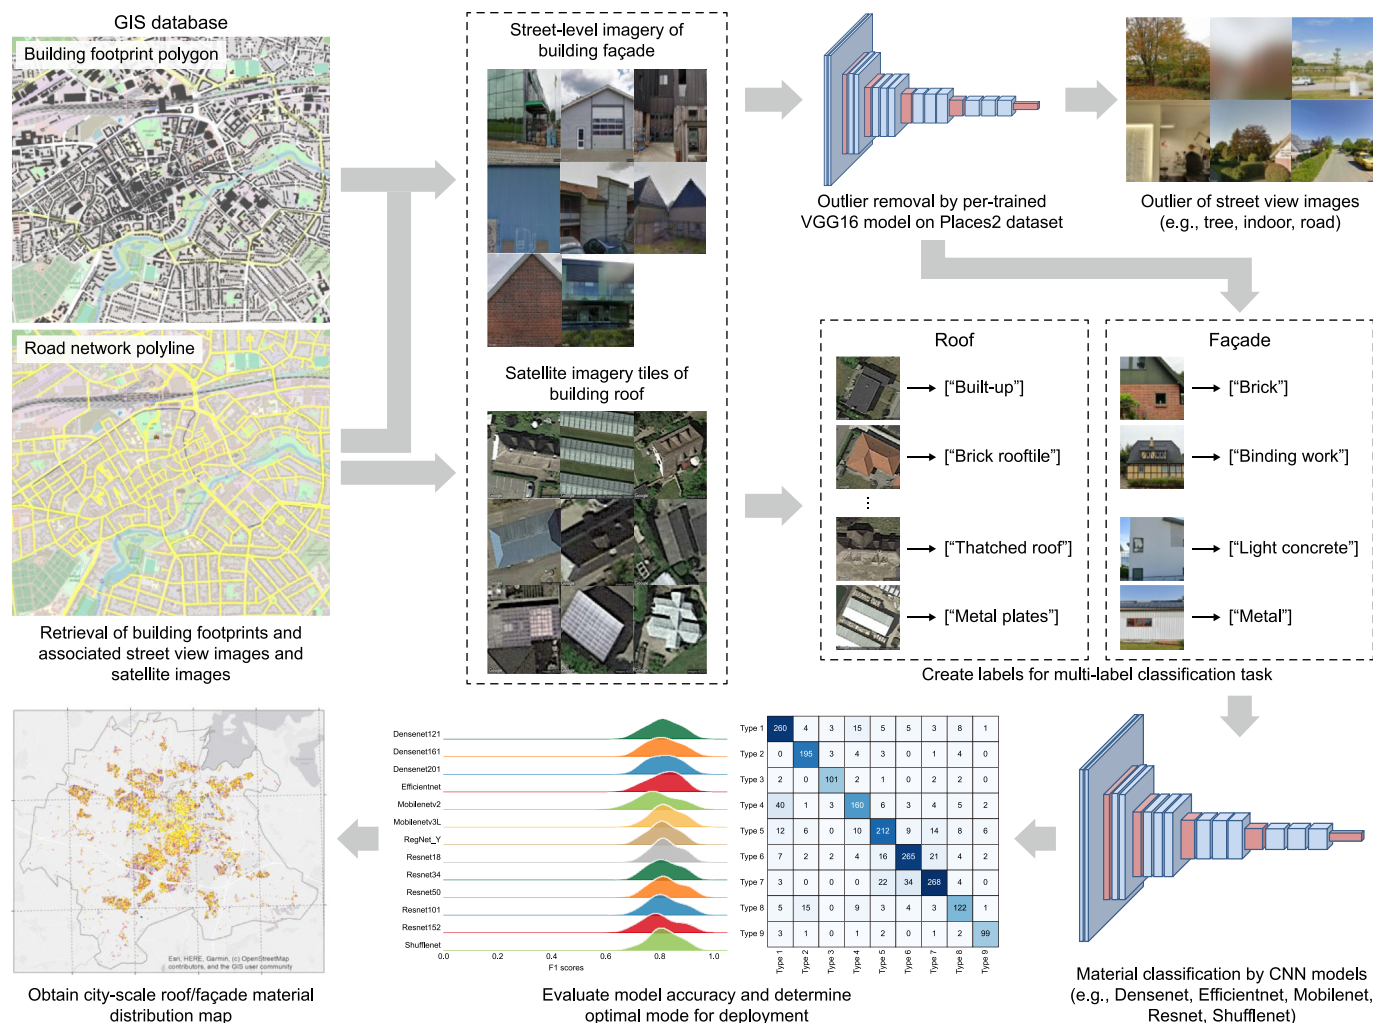 GIS database
Building footprint polygon
Road network polyline
Retrieval of building footprints and
associated street view images and
satellite images
Street-level imagery of
building façade
Satellite imagery tiles of
building roof
Outlier removal by per-trained
VGG16 model on Places2 dataset
Outlier of street view images
(e.g., tree, indoor, road)
Roof
["Built-up"]
["Brick rooftile"]
⋮
["Thatched roof"]
["Metal plates"]
Façade
["Brick"]
["Binding work"]
["Light concrete"]
["Metal"]
Create labels for multi-label classification task
Material classification by CNN models
(e.g., Densenet, Efficientnet, Mobilenet,
Resnet, Shufflenet)
Type 1 260 4 3 15 5 5 3 8 1
Type 2 0 195 3 4 3 0 1 4 0
Type 3 2 0 101 2 1 0 2 2 0
Type 4 40 1 3 160 6 3 4 5 2
Type 5 12 6 0 10 212 9 14 8 6
Type 6 7 2 2 4 16 265 21 4 2
Type 7 3 0 0 0 22 34 268 4 0
Type 8 5 15 0 9 3 4 3 122 1
Type 9 3 1 0 1 2 0 1 2 99
Type 1 Type 2 Type 3 Type 4 Type 5 Type 6 Type 7 Type 8 Type 9
Densenet121
Densenet161
Densenet201
Efficientnet
Mobilenetv2
Mobilenetv3L
RegNet_Y
Resnet18
Resnet34
Resnet50
Resnet101
Resnet152
Shufflenet
0.0 0.2 0.4 0.6 0.8 1.0
F1 scores
Evaluate model accuracy and determine
optimal mode for deployment
Esri, HERE, Garmin, (c) OpenStreetMap
contributors, and the GIS user community
Obtain city-scale roof/façade material
distribution map